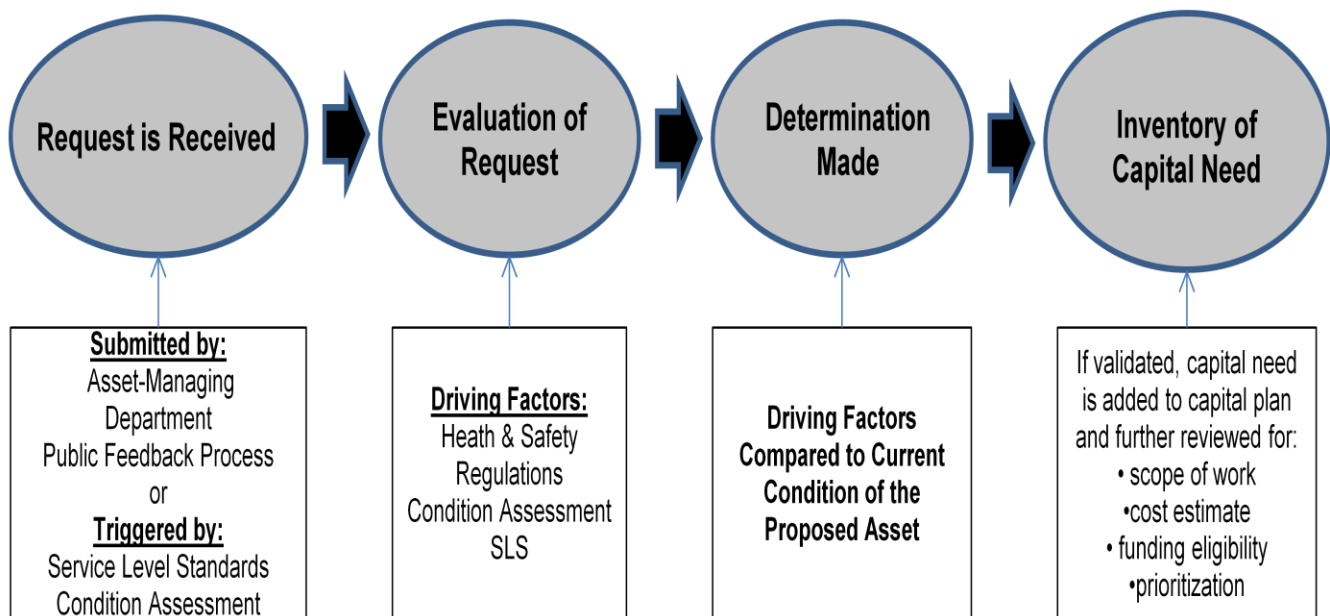 Request is Received
Evaluation of
Request
Determination
Made
Inventory of
Capital Need
Submitted by:
Asset-Managing
Department
Public Feedback Process
or
Triggered by:
Service Level Standards
Condition Assessment
Driving Factors:
Heath & Safety
Regulations
Condition Assessment
SLS
Driving Factors
Compared to Current
Condition of the
Proposed Asset
If validated, capital need
is added to capital plan
and further reviewed for:
• scope of work
•cost estimate
• funding eligibility
•prioritization